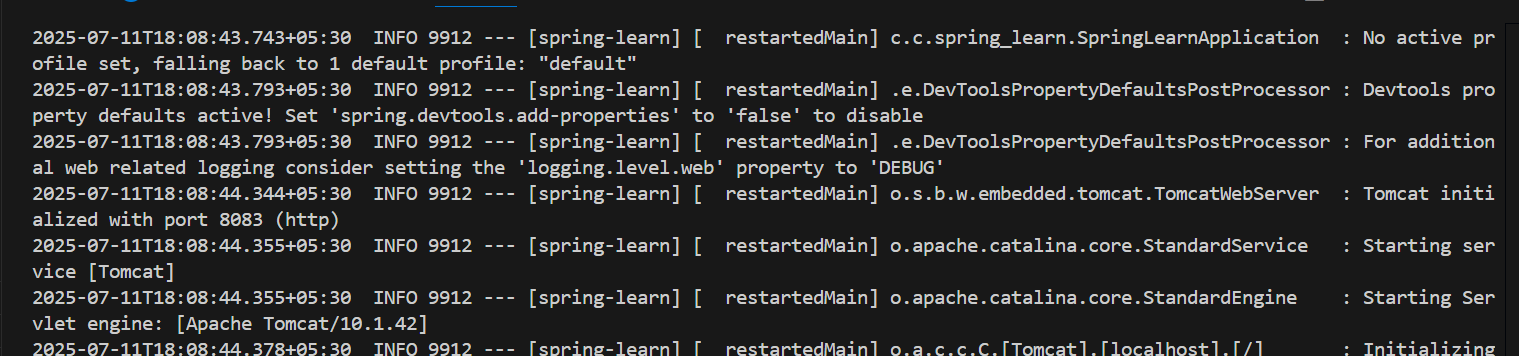 2025-07-11T18:08:43.743+05:30  INFO 9912 --- [spring-learn] [  restartedMain] c.c.spring_learn.SpringLearnApplication  : No active pr
ofile set, falling back to 1 default profile: "default"
2025-07-11T18:08:43.793+05:30  INFO 9912 --- [spring-learn] [  restartedMain] .e.DevToolsPropertyDefaultsPostProcessor : Devtools pro
perty defaults active! Set 'spring.devtools.add-properties' to 'false' to disable
2025-07-11T18:08:43.793+05:30  INFO 9912 --- [spring-learn] [  restartedMain] .e.DevToolsPropertyDefaultsPostProcessor : For addition
al web related logging consider setting the 'logging.level.web' property to 'DEBUG'
2025-07-11T18:08:44.344+05:30  INFO 9912 --- [spring-learn] [  restartedMain] o.s.b.w.embedded.tomcat.TomcatWebServer  : Tomcat initi
alized with port 8083 (http)
2025-07-11T18:08:44.355+05:30  INFO 9912 --- [spring-learn] [  restartedMain] o.apache.catalina.core.StandardService   : Starting ser
vice [Tomcat]
2025-07-11T18:08:44.355+05:30  INFO 9912 --- [spring-learn] [  restartedMain] o.apache.catalina.core.StandardEngine    : Starting Ser
vlet engine: [Apache Tomcat/10.1.42]
2025-07-11T18:08:44.378+05:30  INFO 9912 --- [spring-learn] [  restartedMain] o.a.c.c.C.[Tomcat].[localhost].[/]       : Initializing